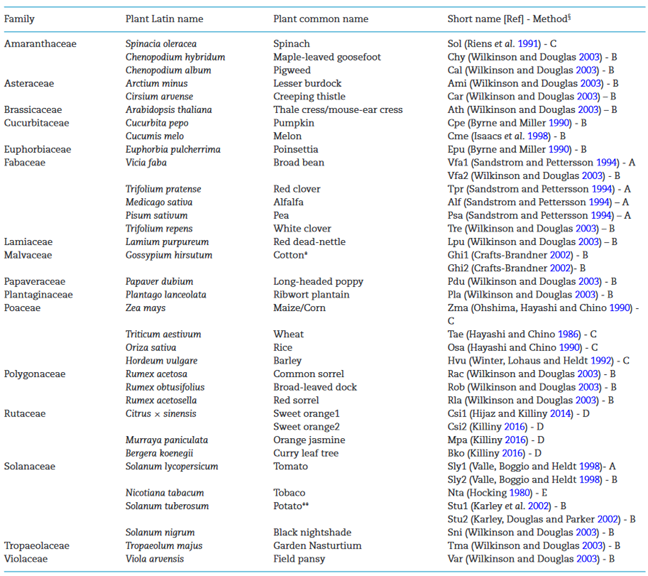 Family Plant Latin name Plant common name Short name [Ref] - Method§
Amaranthaceae Spinacia oleracea Spinach Sol (Riens et al. 1991) - C
Chenopodium hybridum Maple-leaved goosefoot Chy (Wilkinson and Douglas 2003) - B
Chenopodium album Pigweed Cal (Wilkinson and Douglas 2003) - B
Asteraceae Arctium minus Lesser burdock Ami (Wilkinson and Douglas 2003) - B
Cirsium arvense Creeping thistle Car (Wilkinson and Douglas 2003) – B
Brassicaceae Arabidopsis thaliana Thale cress/mouse-ear cress Ath (Wilkinson and Douglas 2003) – B
Cucurbitaceae Cucurbita pepo Pumpkin Cpe (Byrne and Miller 1990) - B
Cucumis melo Melon Cme (Isaacs et al. 1998) - B
Euphorbiaceae Euphorbia pulcherrima Poinsettia Epu (Byrne and Miller 1990) - B
Fabaceae Vicia faba Broad bean Vfa1 (Sandstrom and Pettersson 1994) - A
Vfa2 (Wilkinson and Douglas 2003) - B
Trifolium pratense Red clover Tpr (Sandstrom and Pettersson 1994) - A
Medicago sativa Alfalfa Alf (Sandstrom and Pettersson 1994) – A
Pisum sativum Pea Psa (Sandstrom and Pettersson 1994) – A
Trifolium repens White clover Tre (Wilkinson and Douglas 2003) – B
Lamiaceae Lamium purpureum Red dead-nettle Lpu (Wilkinson and Douglas 2003) – B
Malvaceae Gossypium hirsutum Cotton* Ghi1 (Crafts-Brandner 2002) - B
Ghi2 (Crafts-Brandner 2002)- B
Papaveraceae Papaver dubium Long-headed poppy Pdu (Wilkinson and Douglas 2003) - B
Plantaginaceae Plantago lanceolata Ribwort plantain Pla (Wilkinson and Douglas 2003) - B
Poaceae Zea mays Maize/Corn Zma (Ohshima, Hayashi and Chino 1990) -
C
Triticum aestivum Wheat Tae (Hayashi and Chino 1986) - C
Oriza sativa Rice Osa (Hayashi and Chino 1990) - C
Hordeum vulgare Barley Hvu (Winter, Lohaus and Heldt 1992) - C
Polygonaceae Rumex acetosa Common sorrel Rac (Wilkinson and Douglas 2003) - B
Rumex obtusifolius Broad-leaved dock Rob (Wilkinson and Douglas 2003) - B
Rumex acetosella Red sorrel Rla (Wilkinson and Douglas 2003) - B
Rutaceae Citrus × sinensis Sweet orange1 Csi1 (Hijaz and Killiny 2014) - D
Sweet orange2 Csi2 (Killiny 2016) - D
Murraya paniculata Orange jasmine Mpa (Killiny 2016) - D
Bergera koenegii Curry leaf tree Bko (Killiny 2016) - D
Solanaceae Solanum lycopersicum Tomato Sly1 (Valle, Boggio and Heldt 1998)- A
Sly2 (Valle, Boggio and Heldt 1998) - B
Nicotiana tabacum Tobaco Nta (Hocking 1980) - E
Solanum tuberosum Potato** Stu1 (Karley et al. 2002) - B
Stu2 (Karley, Douglas and Parker 2002) - B
Solanum nigrum Black nightshade Sni (Wilkinson and Douglas 2003) - B
Tropaeolaceae Tropaeolum majus Garden Nasturtium Tma (Wilkinson and Douglas 2003) – B
Violaceae Viola arvensis Field pansy Var (Wilkinson and Douglas 2003) – B